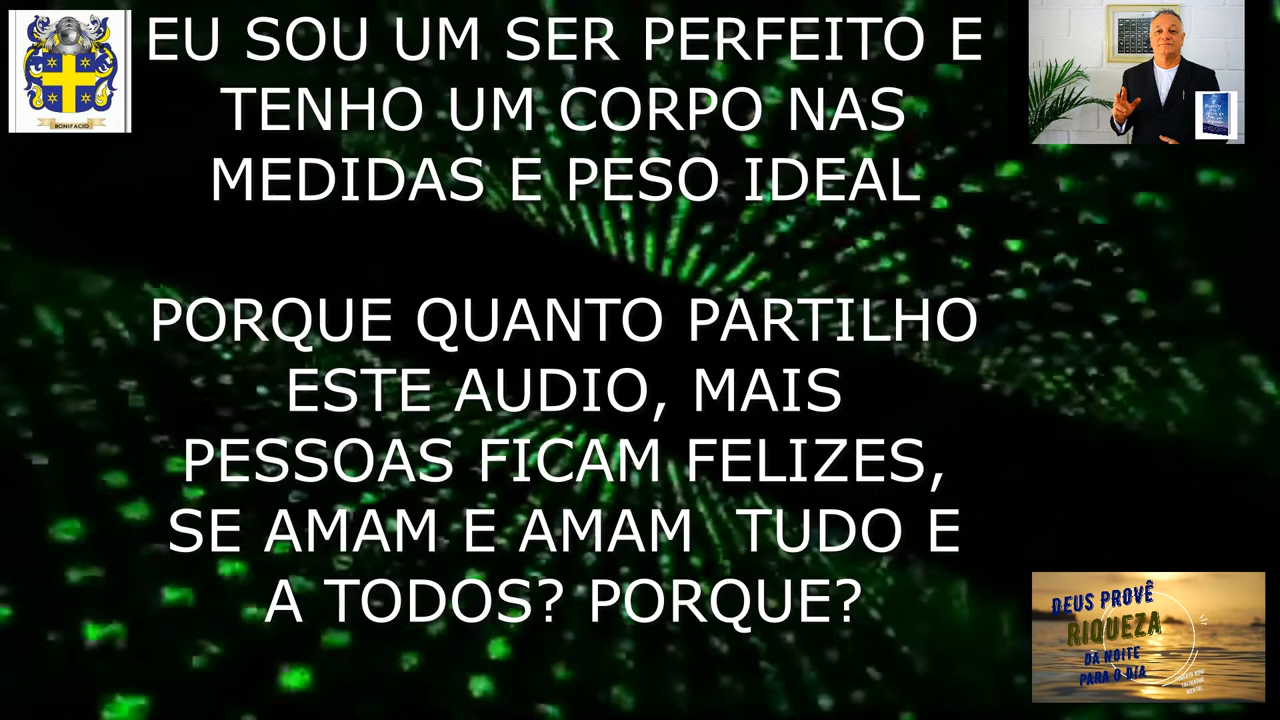 EU SOU UM SER PERFEITO E
TENHO UM CORPO NAS
MEDIDAS E PESO IDEAL
PORQUE QUANTO PARTILHO
ESTE AUDIO, MAIS
PESSOAS FICAM FELIZES,
SE AMAM E AMAM TUDO E
A TODOS? PORQUE?
BONIFACIO
DEUS PROVÊ
RIQUEZA
DA NOITE
PARA O DIA